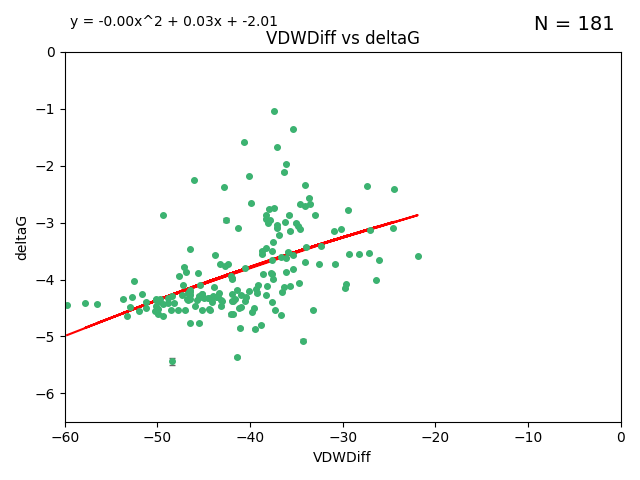 y = -0.00x^2 + 0.03x + -2.01
N = 181
VDWDiff vs deltaG
0
−1
−2
−3
−4
−5
−6
deltaG
−60 −50 −40 −30 −20 −10 0
VDWDiff